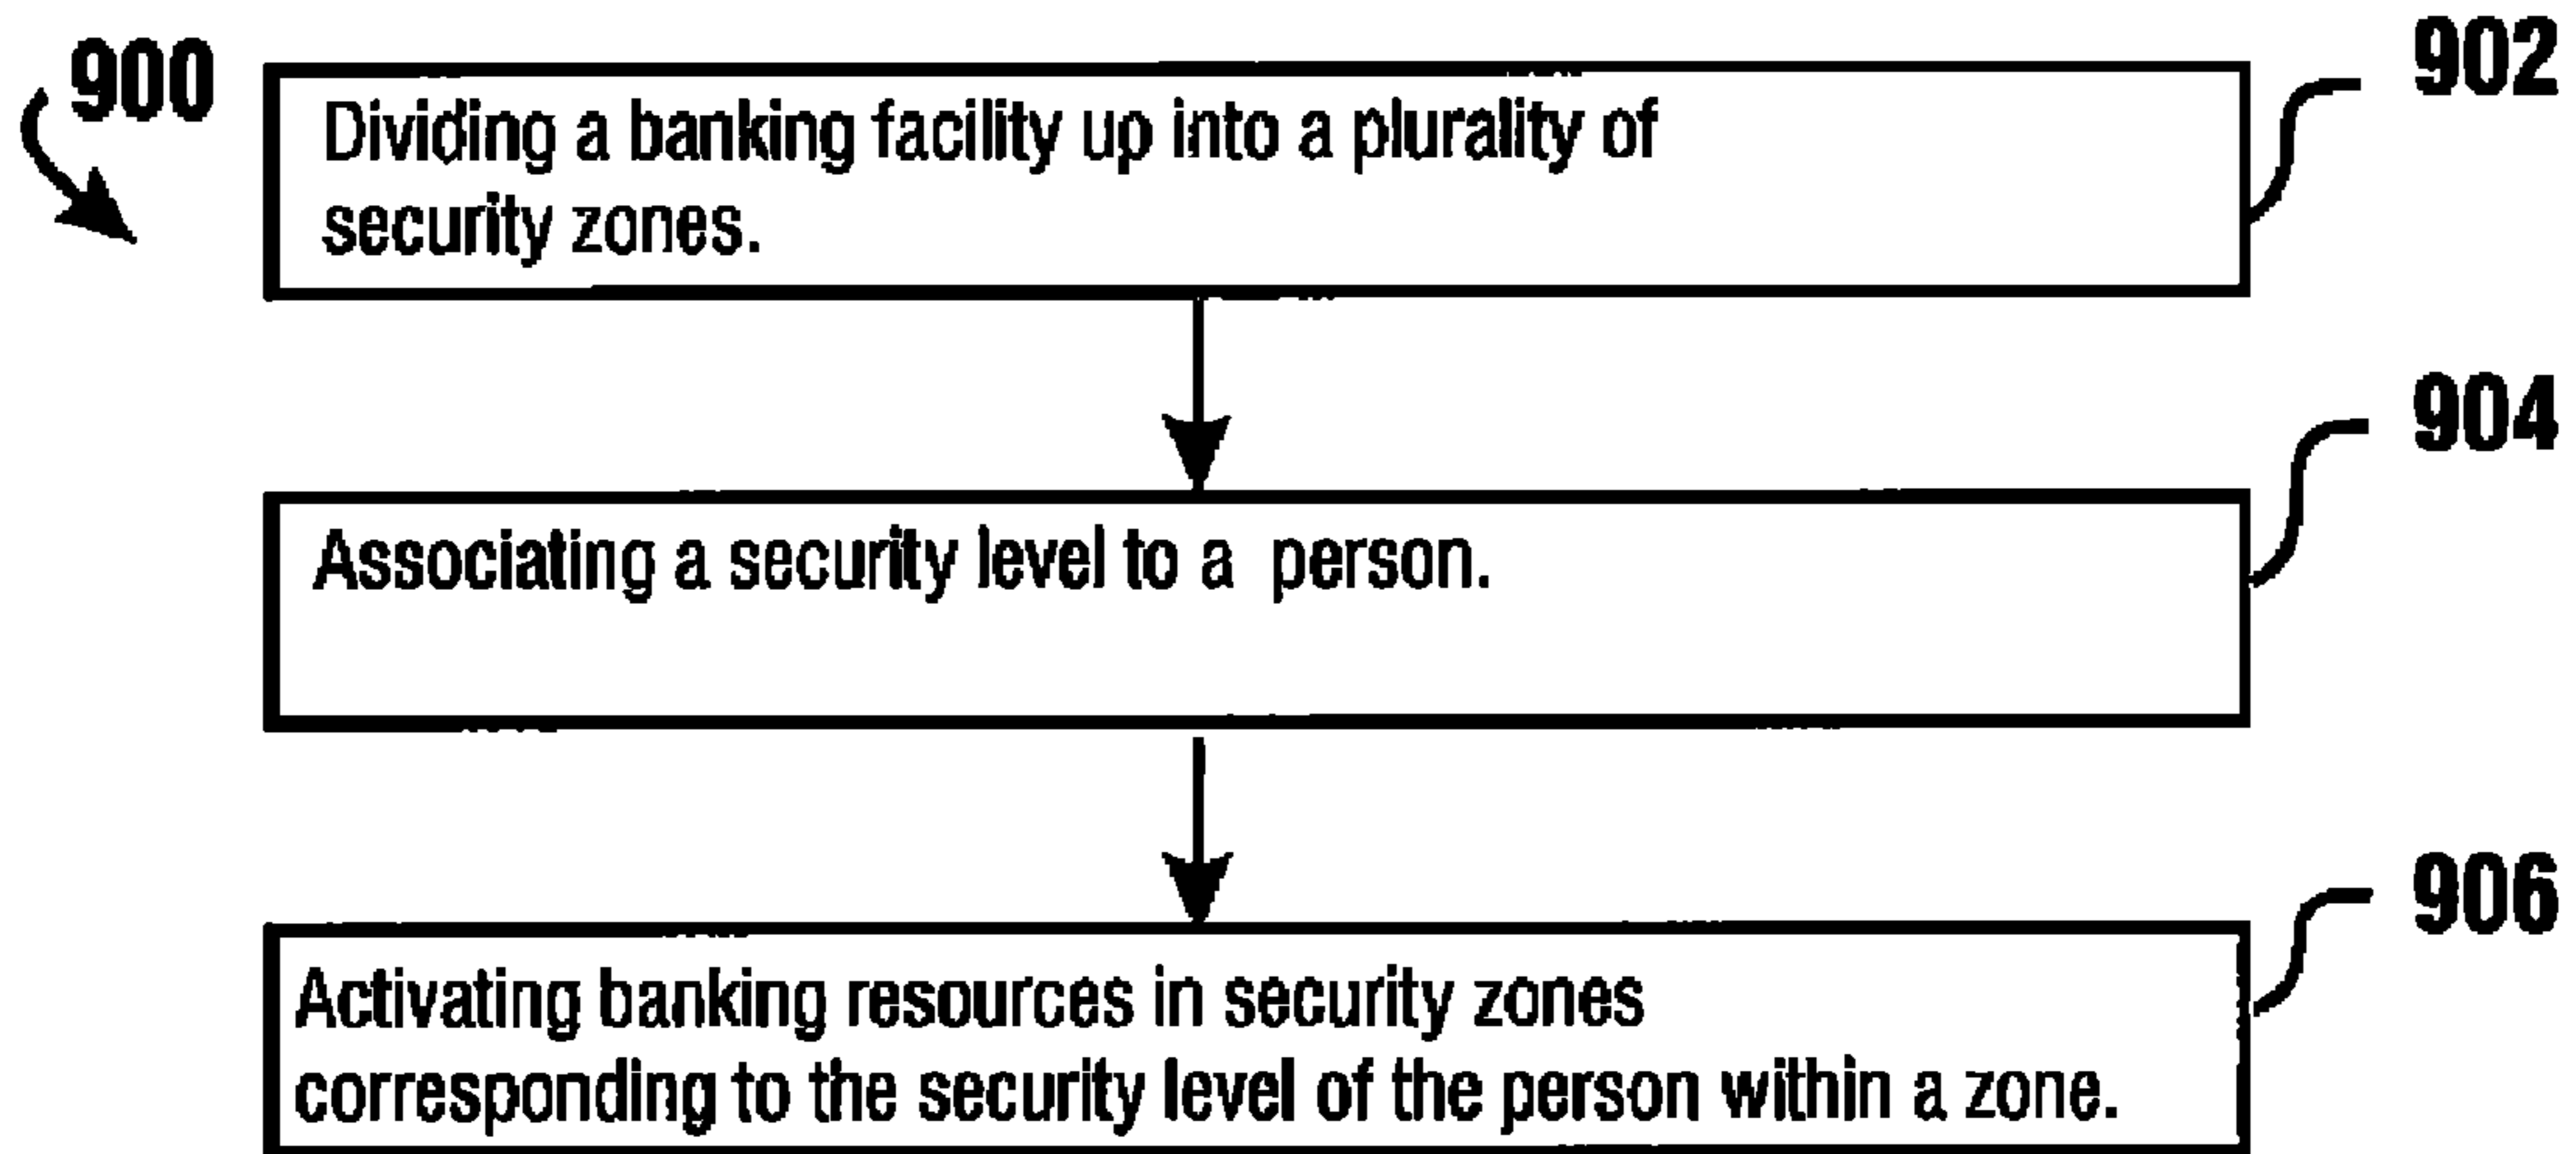 900
902
Dividing a banking facility up into a plurality of
security zones.
904
Associating a security level to a person.
906
Activating banking resources in security zones
corresponding to the security level of the person within a zone.